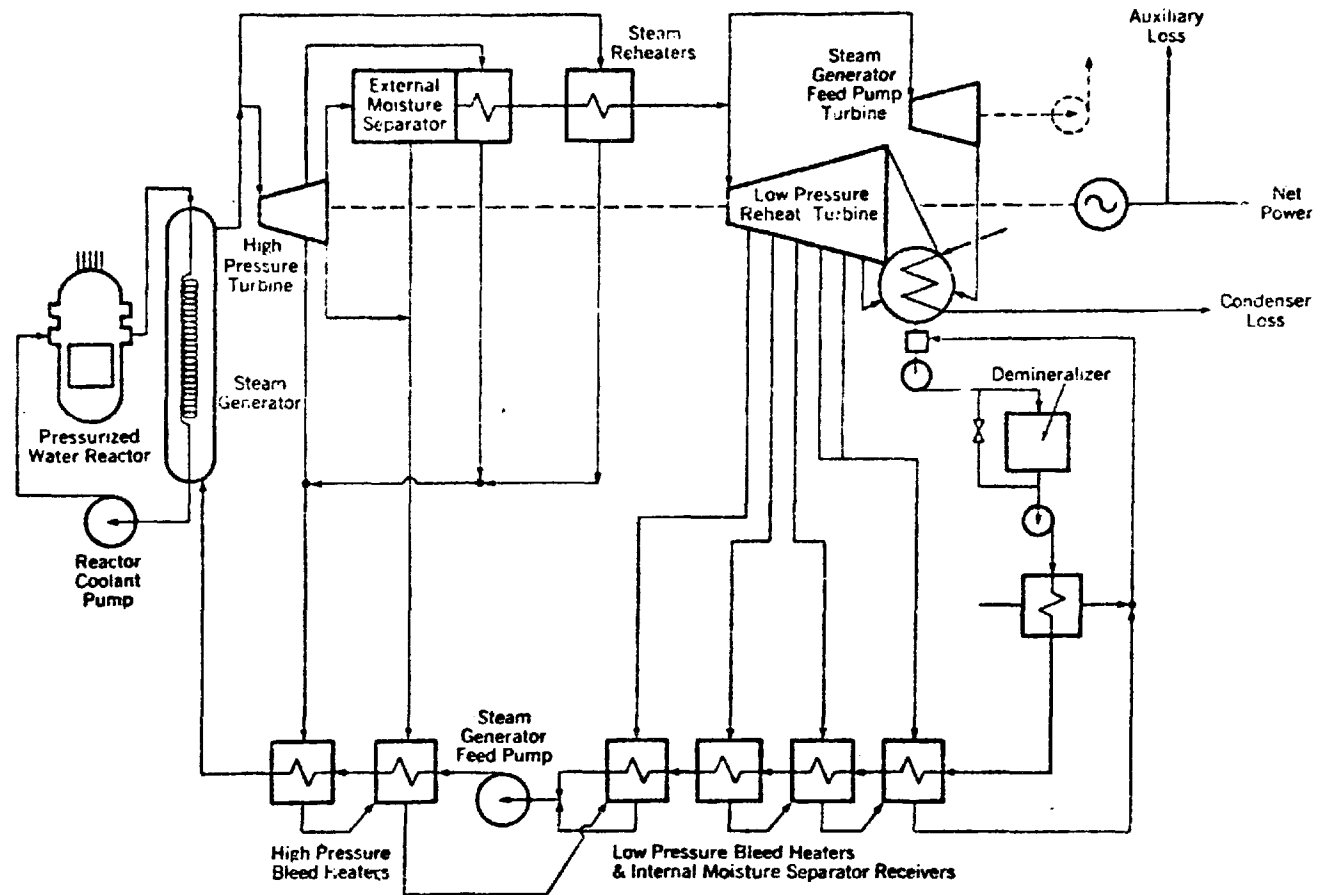 Auxiliary
Loss
Steam
Reheaters
Steam
Generator
Feed Pump
Turbine
External
Moisture
Separator
Low Pressure
Reheat Turbine
Net
Power
High
Pressure
Turbine
Condenser
Loss
Steam
Generator
Demineralizer
Pressurized
Water Reactor
Reactor
Coolant
Pump
Steam
Generator
Feed Pump
High Pressure
Bleed Heaters
Low Pressure Bleed Heaters
& Internal Moisture Separator Receivers